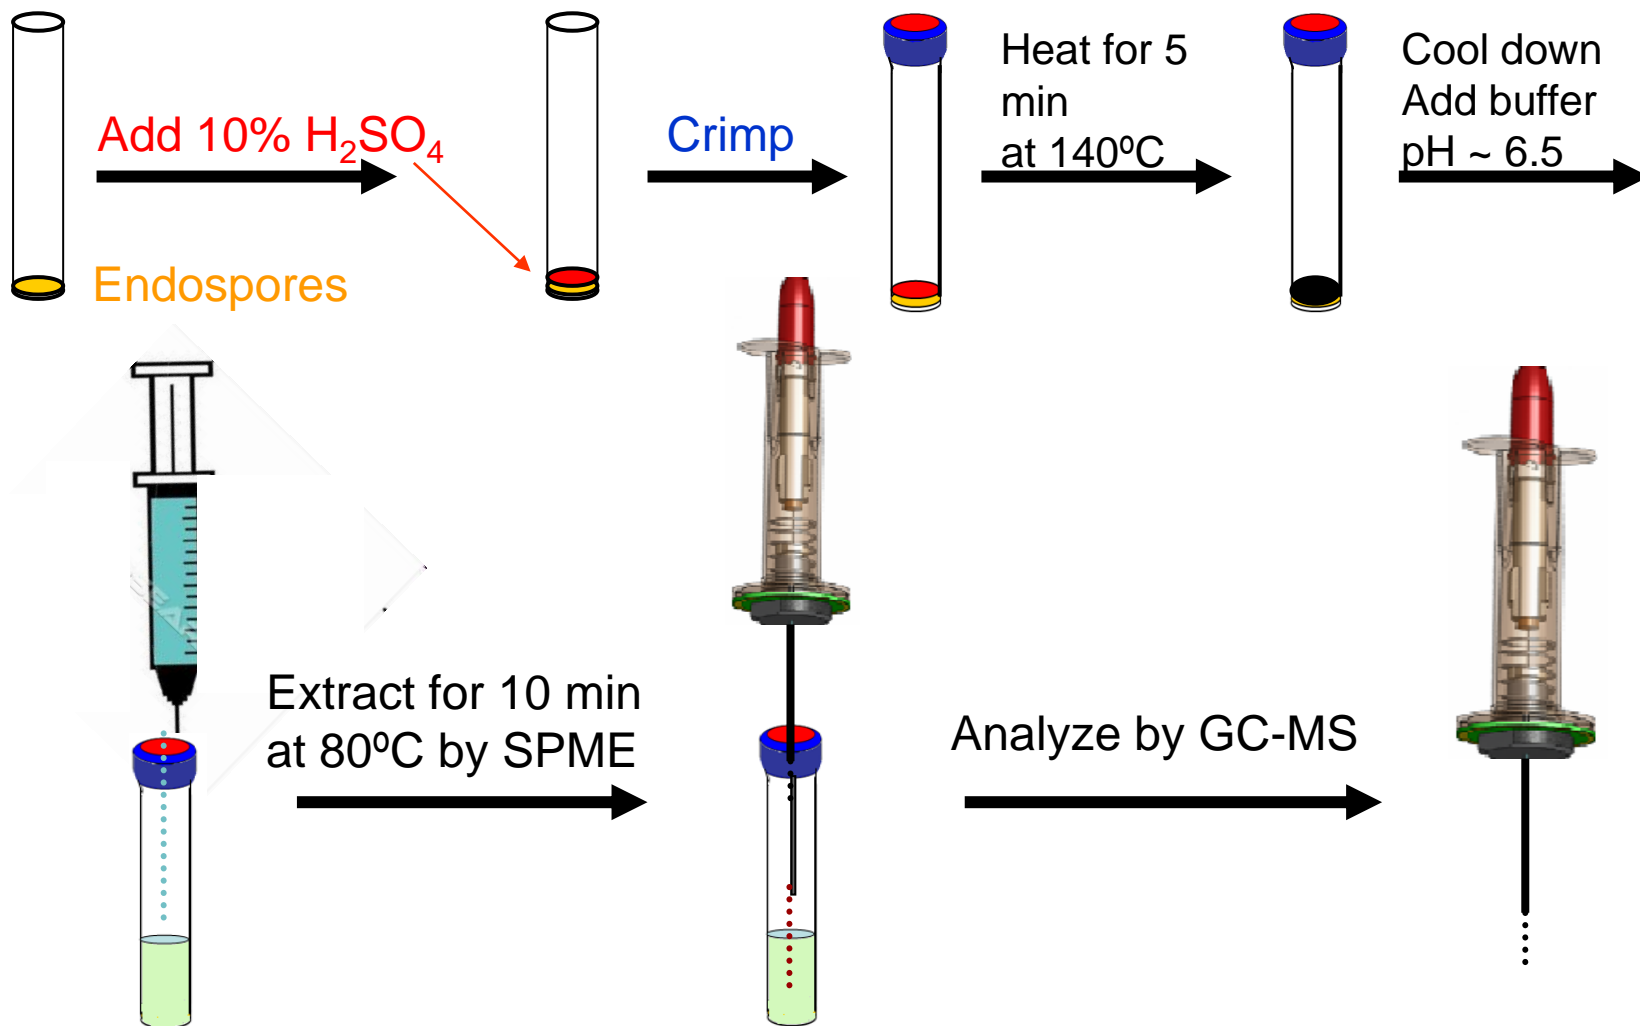 Add 10% H₂SO₄
Crimp
Heat for 5
min
at 140ºC
Cool down
Add buffer
pH ~ 6.5
Endospores
Extract for 10 min
at 80ºC by SPME
Analyze by GC-MS